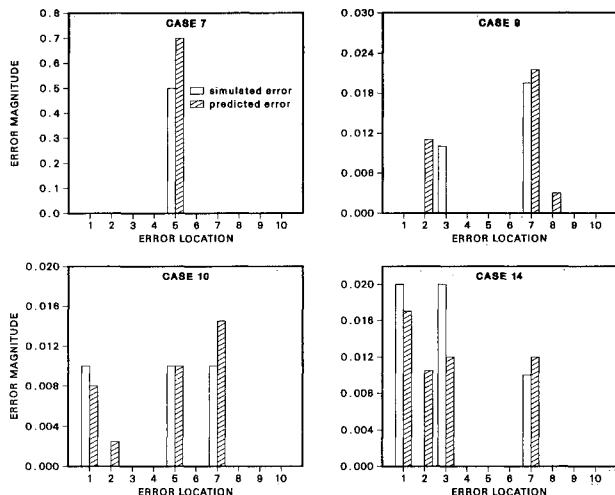 CASE 7
0.8
0.7
0.6
0.5
0.4
0.3
0.2
0.1
0.0
ERROR MAGNITUDE
simulated error
predicted error
1 2 3 4 5 6 7 8 9 10
ERROR LOCATION
CASE 9
0.030
0.024
0.018
0.012
0.006
0.000
1 2 3 4 5 6 7 8 9 10
ERROR LOCATION
CASE 10
0.020
0.016
0.012
0.008
0.004
0.000
ERROR MAGNITUDE
1 2 3 4 5 6 7 8 9 10
ERROR LOCATION
CASE 14
0.020
0.016
0.012
0.008
0.004
0.000
1 2 3 4 5 6 7 8 9 10
ERROR LOCATION